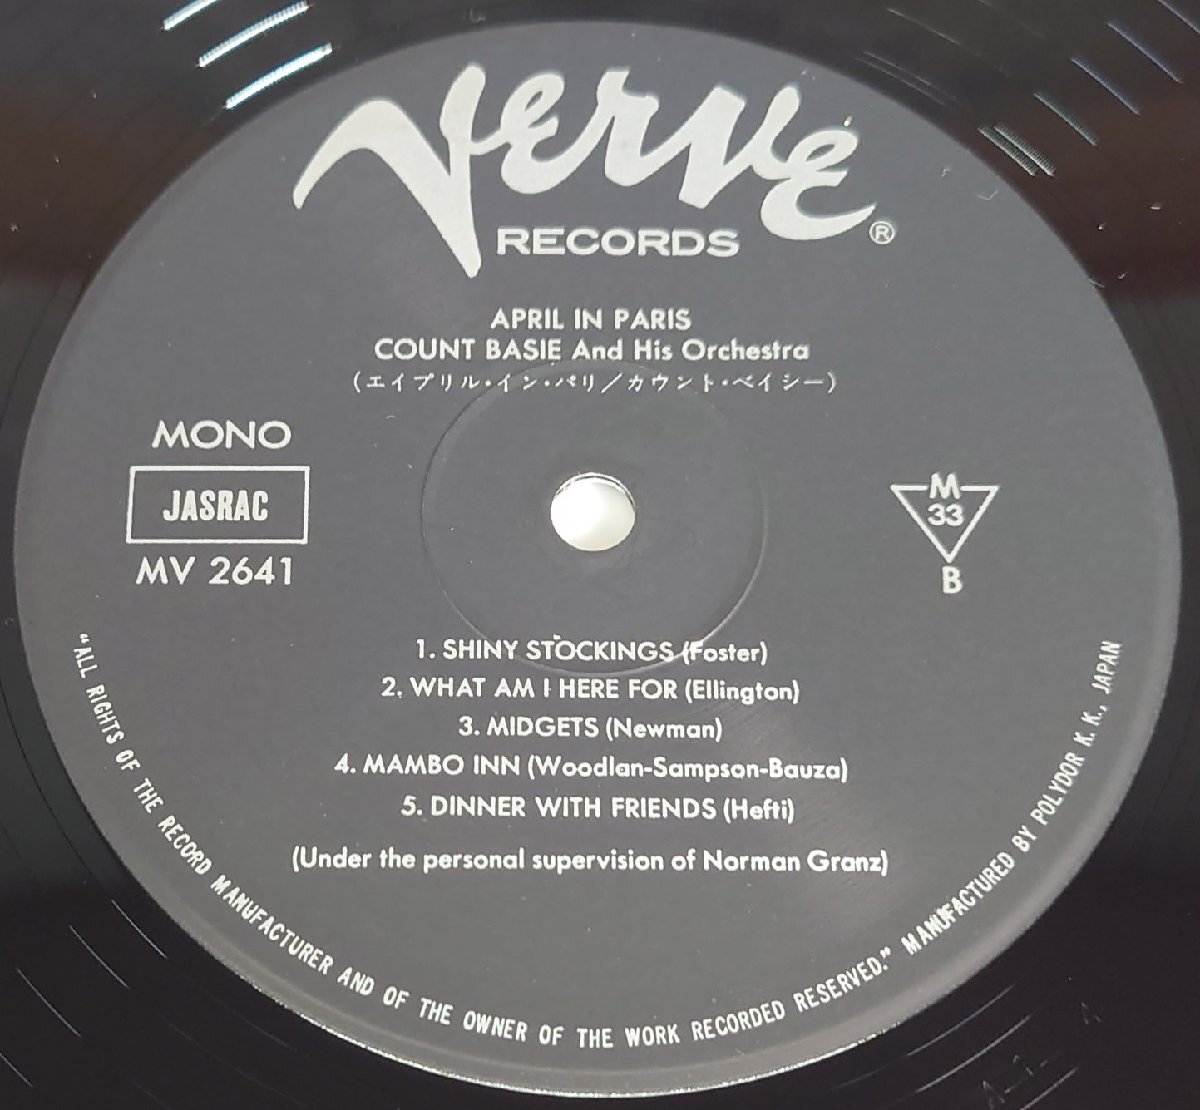 Verve
RECORDS ®
APRIL IN PARIS
COUNT BASIE And His Orchestra
(エイプリル・イン・パリ／カウント・ベイシー)
MONO
JASRAC
MV 2641
M
33
B
1. SHINY STOCKINGS (Foster)
2. WHAT AM I HERE FOR (Ellington)
3. MIDGETS (Newman)
4. MAMBO INN (Woodlan-Sampson-Bauza)
5. DINNER WITH FRIENDS (Hefti)
(Under the personal supervision of Norman Granz)
"ALL RIGHTS OF THE RECORD MANUFACTURER AND OF THE OWNER OF THE WORK RECORDED RESERVED." MANUFACTURED BY POLYDOR K. K., JAPAN